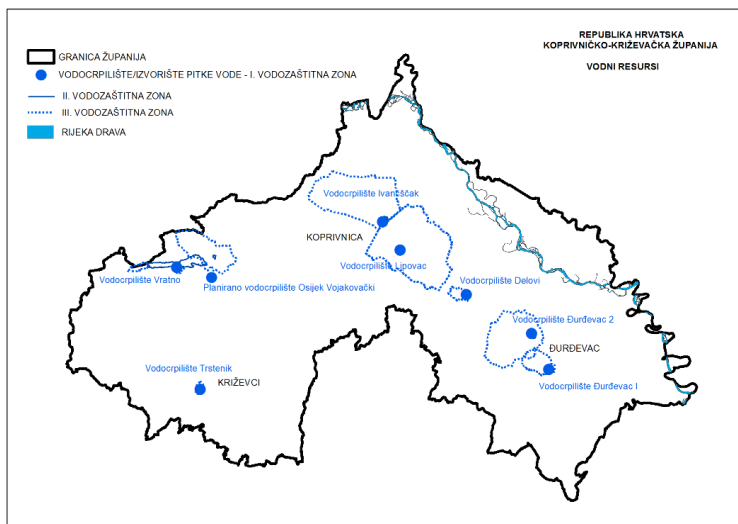 REPUBLIKA HRVATSKA
KOPRIVNIČKO-KRIŽEVAČKA ŽUPANIJA
VODNI RESURSI
GRANICA ŽUPANIJA
VODOCRPILIŠTE/IZVORIŠTE PITKE VODE - I. VODOZAŠTITNA ZONA
II. VODOZAŠTITNA ZONA
III. VODOZAŠTITNA ZONA
RIJEKA DRAVA
Vodocrpilište Ivanščak
KOPRIVNICA
Vodocrpilište Lipovac
Vodocrpilište Vratno
Planirano vodocrpilište Osijek Vojakovački
Vodocrpilište Delovi
Vodocrpilište Đurđevac 2
ĐURĐEVAC
Vodocrpilište Đurđevac I
Vodocrpilište Trstenik
KRIŽEVCI